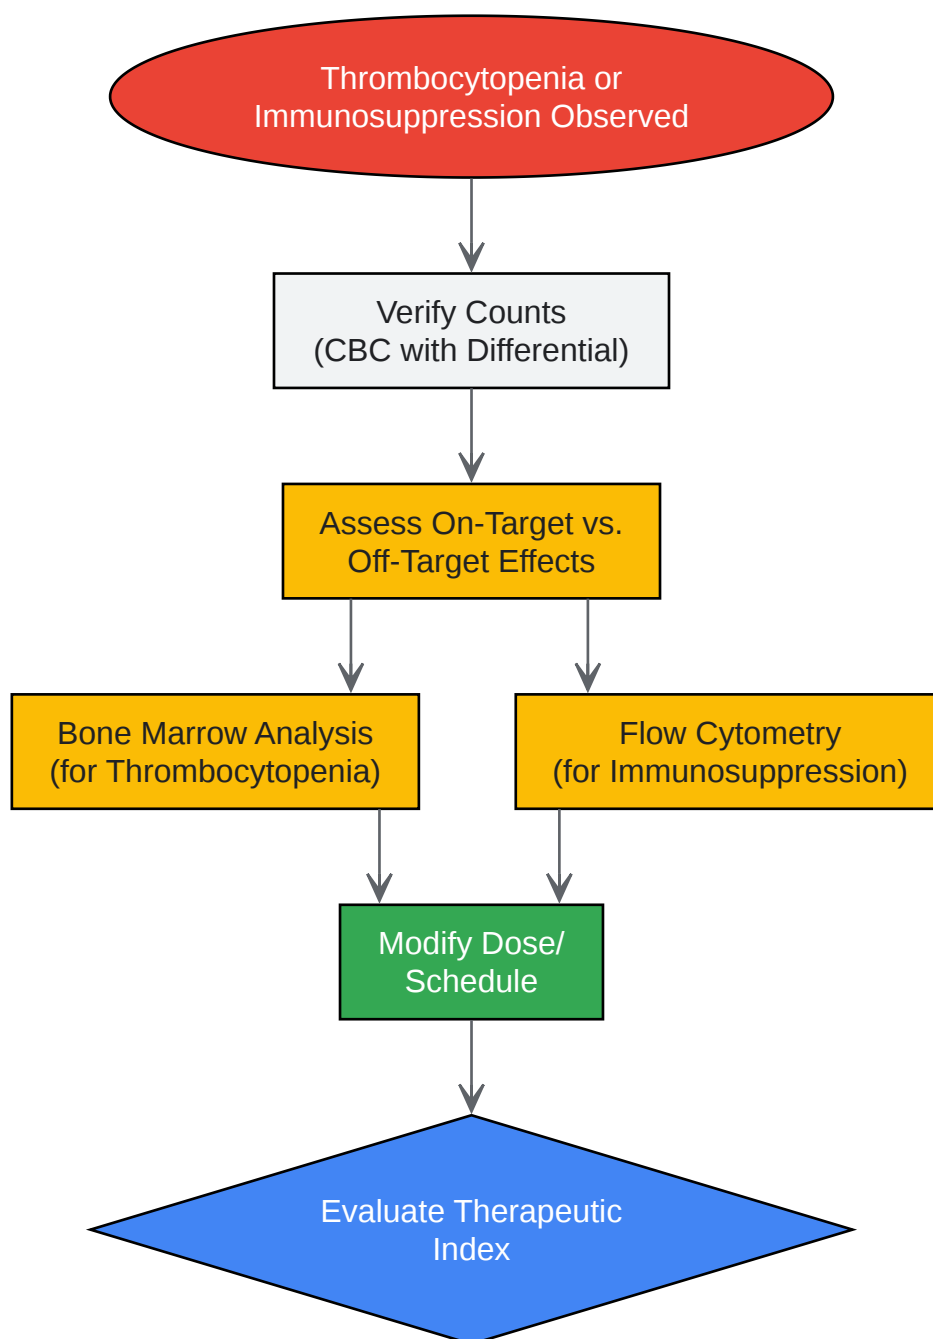 Thrombocytopenia or
Immunosuppression Observed
Verify Counts
(CBC with Differential)
Assess On-Target vs.
Off-Target Effects
Bone Marrow Analysis
(for Thrombocytopenia)
Flow Cytometry
(for Immunosuppression)
Modify Dose/
Schedule
Evaluate Therapeutic
Index